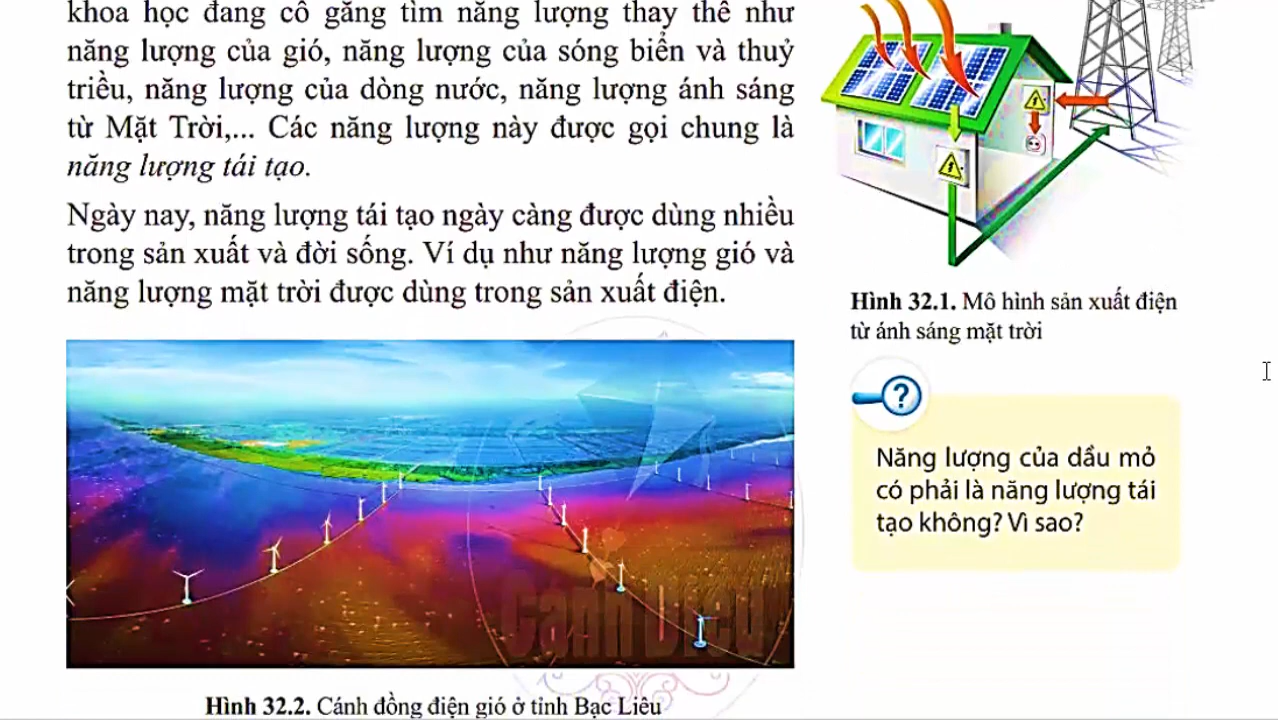 khoa học đang cố gắng tìm năng lượng thay thế như
năng lượng của gió, năng lượng của sóng biển và thuỷ
triều, năng lượng của dòng nước, năng lượng ánh sáng
từ Mặt Trời,... Các năng lượng này được gọi chung là
năng lượng tái tạo.
Ngày nay, năng lượng tái tạo ngày càng được dùng nhiều
trong sản xuất và đời sống. Ví dụ như năng lượng gió và
năng lượng mặt trời được dùng trong sản xuất điện.
Cánh Diều
Hình 32.2. Cánh đồng điện gió ở tỉnh Bạc Liêu
Hình 32.1. Mô hình sản xuất điện
từ ánh sáng mặt trời
?
Năng lượng của dầu mỏ
có phải là năng lượng tái
tạo không? Vì sao?